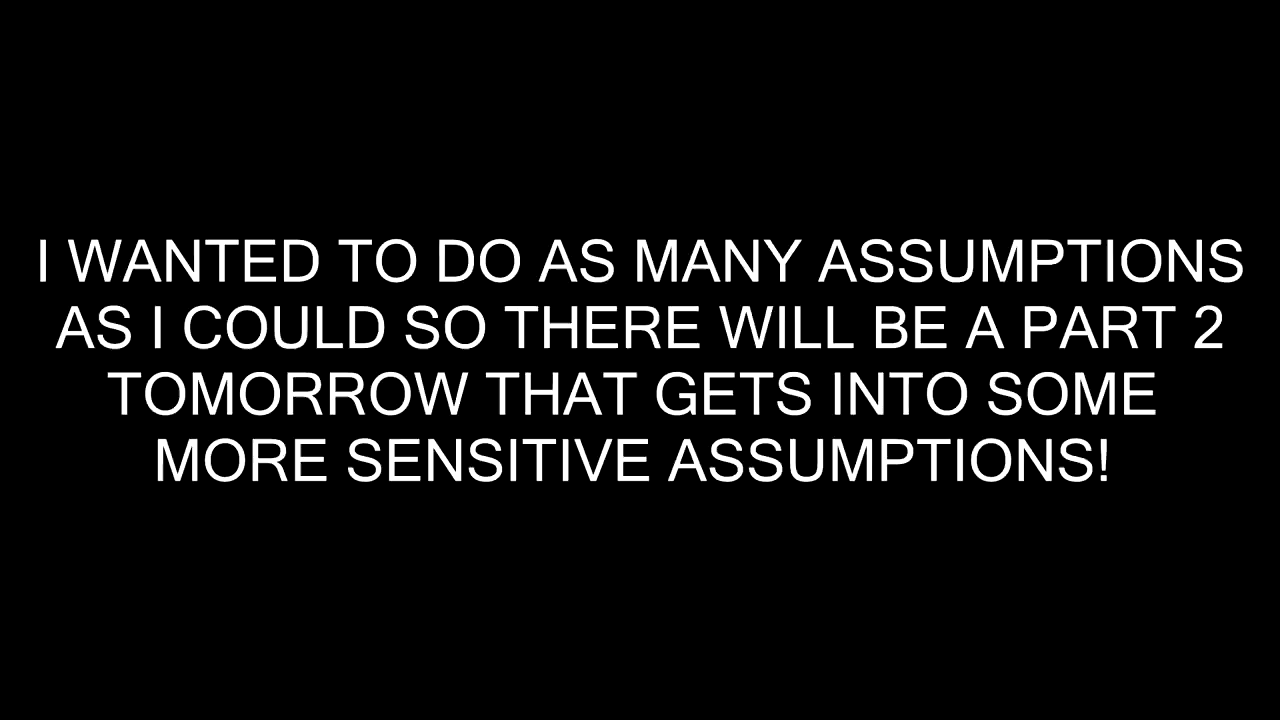 I WANTED TO DO AS MANY ASSUMPTIONS
AS I COULD SO THERE WILL BE A PART 2
TOMORROW THAT GETS INTO SOME
MORE SENSITIVE ASSUMPTIONS!